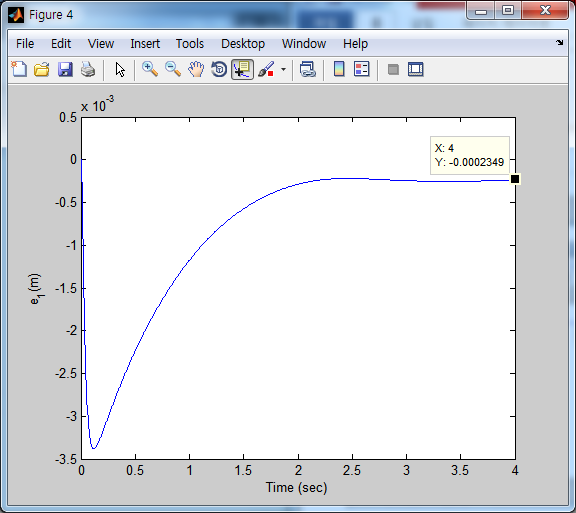 Figure 4
File Edit View Insert Tools Desktop Window Help
x 10^-3
0.5
0
-0.5
-1
-1.5
-2
-2.5
-3
-3.5
e_1 (m)
X: 4
Y: -0.0002349
0 0.5 1 1.5 2 2.5 3 3.5 4
Time (sec)